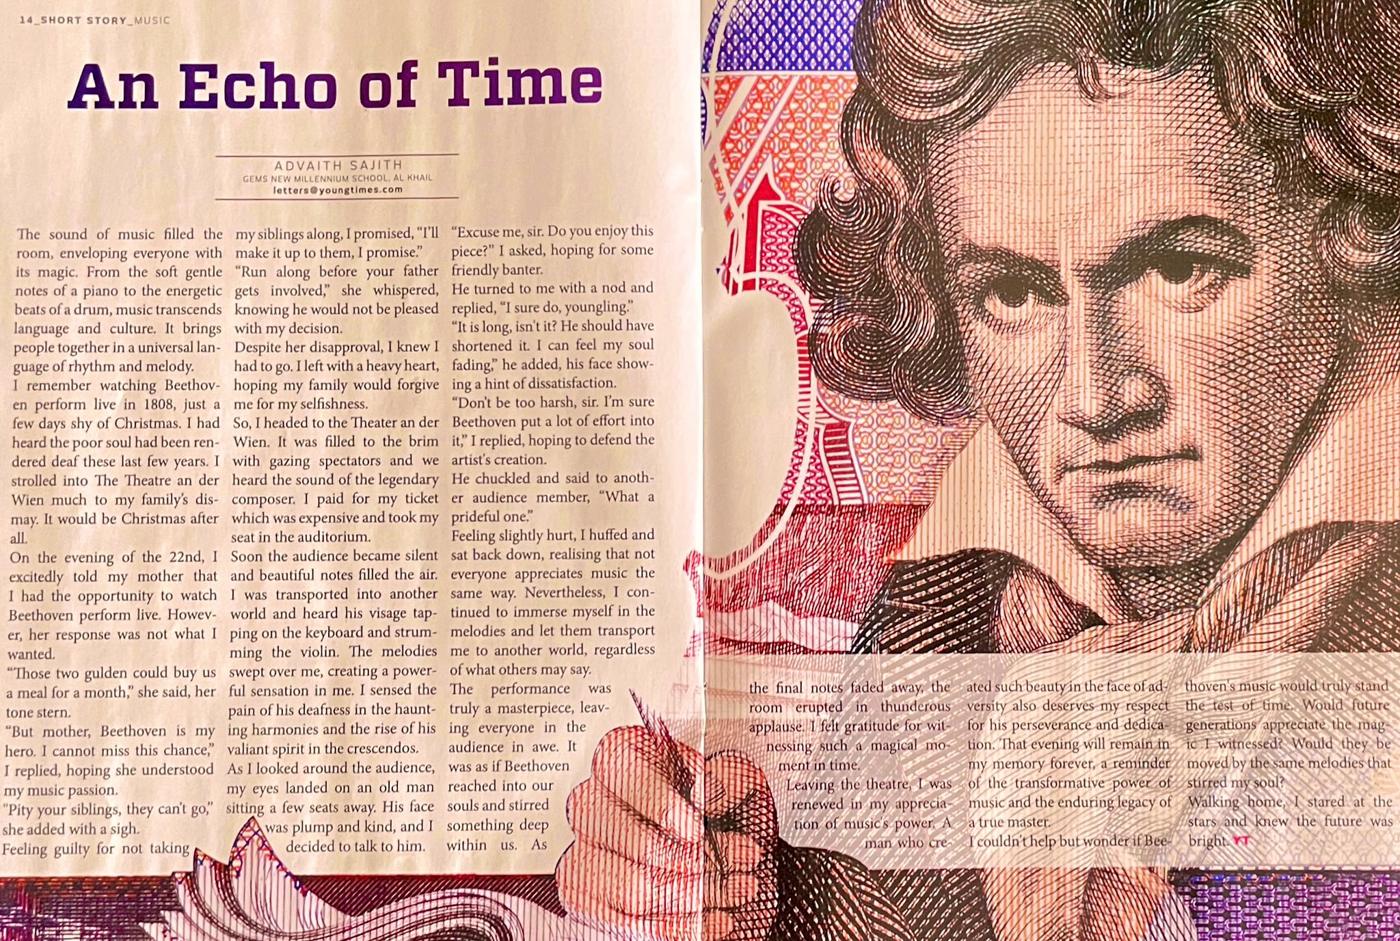 14_SHORT STORY_MUSIC
An Echo of Time
ADVAITH SAJITH
GEMS NEW MILLENNIUM SCHOOL, AL KHAIL
letters@youngtimes.com
The sound of music filled the
room, enveloping everyone with
its magic. From the soft gentle
notes of a piano to the energetic
beats of a drum, music transcends
language and culture. It brings
people together in a universal lan-
guage of rhythm and melody.
I remember watching Beethov-
en perform live in 1808, just a
few days shy of Christmas. I had
heard the poor soul had been ren-
dered deaf these last few years. I
strolled into The Theatre an der
Wien much to my family's dis-
may. It would be Christmas after
all.
On the evening of the 22nd, I
excitedly told my mother that
I had the opportunity to watch
Beethoven perform live. Howev-
er, her response was not what I
wanted.
“Those two gulden could buy us
a meal for a month,” she said, her
tone stern.
“But mother, Beethoven is my
hero. I cannot miss this chance,”
I replied, hoping she understood
my music passion.
“Pity your siblings, they can't go,”
she added with a sigh.
Feeling guilty for not taking
my siblings along, I promised, “I'll
make it up to them, I promise.”
“Run along before your father
gets involved,” she whispered,
knowing he would not be pleased
with my decision.
Despite her disapproval, I knew I
had to go. I left with a heavy heart,
hoping my family would forgive
me for my selfishness.
So, I headed to the Theater an der
Wien. It was filled to the brim
with gazing spectators and we
heard the sound of the legendary
composer. I paid for my ticket
which was expensive and took my
seat in the auditorium.
Soon the audience became silent
and beautiful notes filled the air.
I was transported into another
world and heard his visage tap-
ping on the keyboard and strum-
ming the violin. The melodies
swept over me, creating a power-
ful sensation in me. I sensed the
pain of his deafness in the haunt-
ing harmonies and the rise of his
valiant spirit in the crescendos.
As I looked around the audience,
my eyes landed on an old man
sitting a few seats away. His face
was plump and kind, and I
decided to talk to him.
“Excuse me, sir. Do you enjoy this
piece?” I asked, hoping for some
friendly banter.
He turned to me with a nod and
replied, “I sure do, youngling.”
“It is long, isn't it? He should have
shortened it. I can feel my soul
fading,” he added, his face show-
ing a hint of dissatisfaction.
“Don't be too harsh, sir. I'm sure
Beethoven put a lot of effort into
it,” I replied, hoping to defend the
artist's creation.
He chuckled and said to anoth-
er audience member, “What a
prideful one.”
Feeling slightly hurt, I huffed and
sat back down, realising that not
everyone appreciates music the
same way. Nevertheless, I con-
tinued to immerse myself in the
melodies and let them transport
me to another world, regardless
of what others may say.
The performance was
truly a masterpiece, leav-
ing everyone in the
audience in awe. It
was as if Beethoven
reached into our
souls and stirred
something deep
within us. As
the final notes faded away, the
room erupted in thunderous
applause. I felt gratitude for wit-
nessing such a magical mo-
ment in time.
Leaving the theatre, I was
renewed in my apprecia-
tion of music's power. A
man who cre-
ated such beauty in the face of ad-
versity also deserves my respect
for his perseverance and dedica-
tion. That evening will remain in
my memory forever, a reminder
of the transformative power of
music and the enduring legacy of
a true master.
I couldn't help but wonder if Bee-
thoven's music would truly stand
the test of time. Would future
generations appreciate the mag-
ic I witnessed? Would they be
moved by the same melodies that
stirred my soul?
Walking home, I stared at the
stars and knew the future was
bright. YT